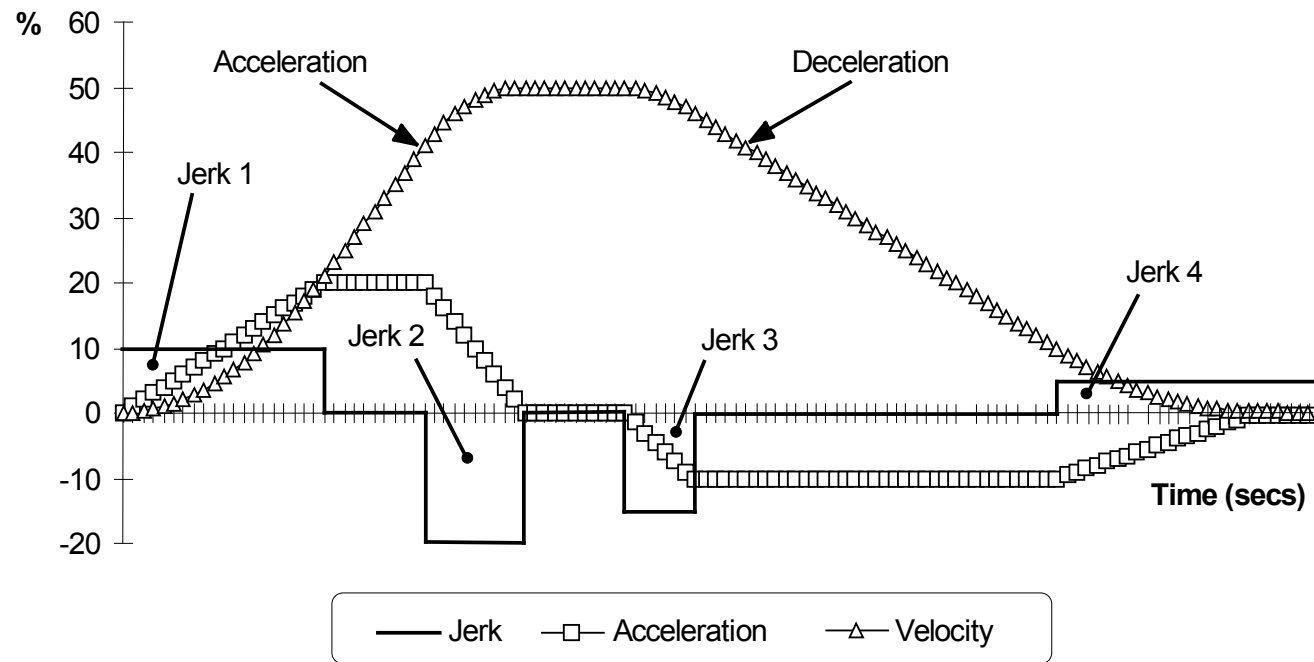 % 60
Acceleration
Deceleration
50
40
Jerk 1
30
20
Jerk 4
Jerk 2
Jerk 3
10
0
-10
Time (secs)
-20
Jerk
Acceleration
Velocity